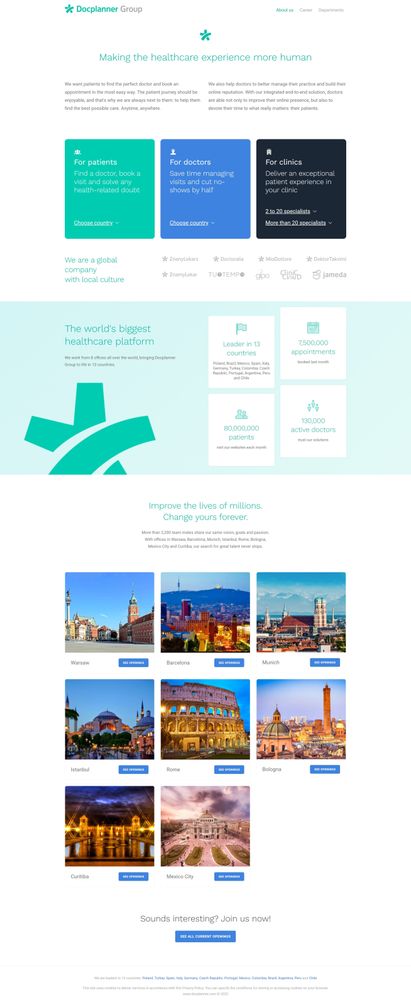 Docplanner Group
About us
Career
Departments
Making the healthcare experience more human
We want patients to find the perfect doctor and book an
appointment in the most easy way. The patient journey should be
enjoyable, and that's why we are always next to them: to help them
find the best possible care. Anytime, anywhere.
We also help doctors to better manage their practice and build their
online reputation. With our integrated end-to-end solution, doctors
are able not only to improve their online presence, but also to
devote their time to what really matters: their patients.
For patients
Find a doctor, book a
visit and solve any
health-related doubt
Choose country
For doctors
Save time managing
visits and cut no-
shows by half
Choose country
For clinics
Deliver an exceptional
patient experience in
your clinic
2 to 20 specialists
More than 20 specialists
We are a global
company
with local culture
ZnanyLekarz
Doctoralia
MioDottore
DoktorTakvimi
ZnamyLekar
TUOTEMPO
gipo
Clinic Cloud
jameda
The world's biggest
healthcare platform
We work from 8 offices all over the world, bringing Docplanner
Group to life in 13 countries.
Leader in 13
countries
Poland, Brazil, Mexico, Spain, Italy,
Germany, Turkey, Colombia, Czech
Republic, Portugal, Argentina, Peru
and Chile
7,500,000
appointments
booked last month
80,000,000
patients
visit our websites each month
130,000
active doctors
trust our solutions
Improve the lives of millions.
Change yours forever.
More than 2,200 team makers share our same vision, goals and passion.
With offices in Warsaw, Barcelona, Munich, Istanbul, Rome, Bologna,
Mexico City and Curitiba, our search for great talent never stops.
Warsaw
SEE OPENINGS
Barcelona
SEE OPENINGS
Munich
SEE OPENINGS
Istanbul
SEE OPENINGS
Rome
SEE OPENINGS
Bologna
SEE OPENINGS
Curitiba
SEE OPENINGS
Mexico City
SEE OPENINGS
Sounds interesting? Join us now!
SEE ALL CURRENT OPENINGS
We are leaders in 13 countries: Poland, Turkey, Spain, Italy, Germany, Czech Republic, Portugal, Mexico, Colombia, Brazil, Argentina, Peru and Chile
www.docplanner.com © 2022